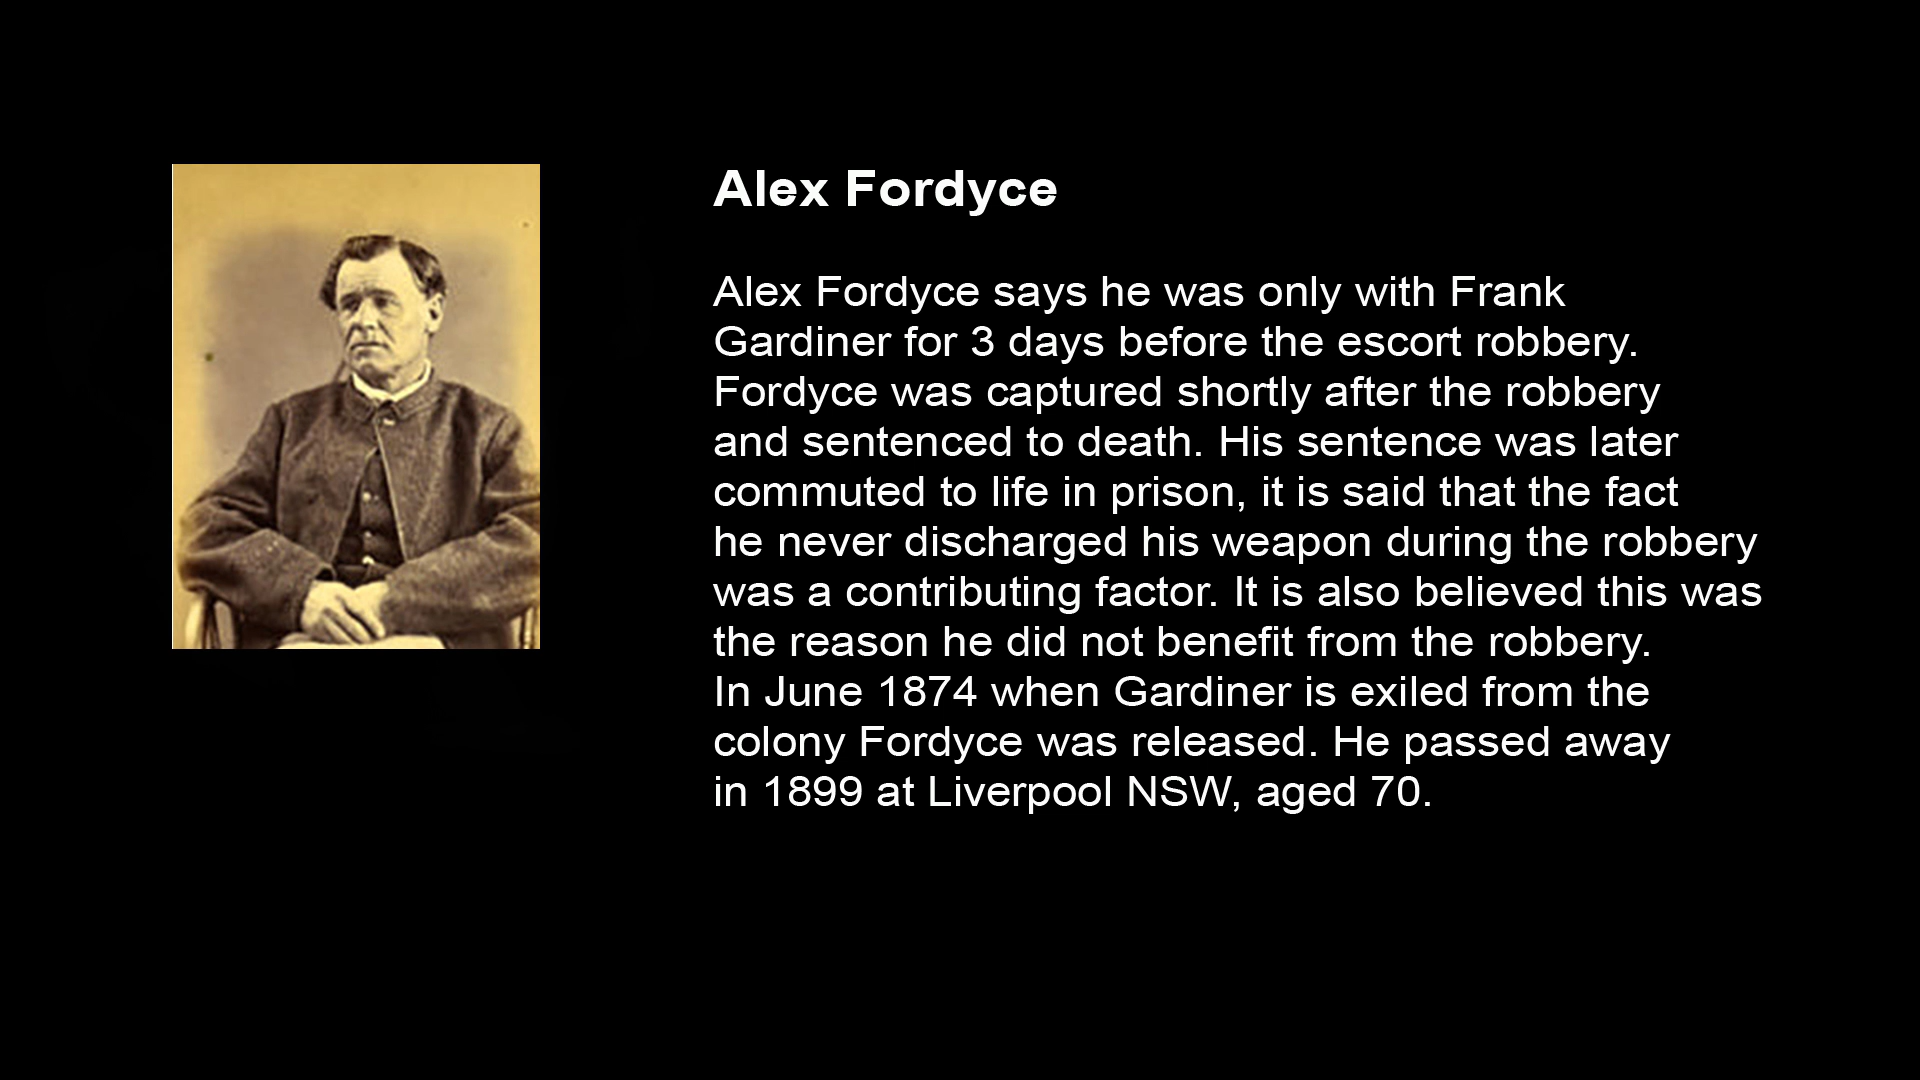 Alex Fordyce
Alex Fordyce says he was only with Frank
Gardiner for 3 days before the escort robbery.
Fordyce was captured shortly after the robbery
and sentenced to death. His sentence was later
commuted to life in prison, it is said that the fact
he never discharged his weapon during the robbery
was a contributing factor. It is also believed this was
the reason he did not benefit from the robbery.
In June 1874 when Gardiner is exiled from the
colony Fordyce was released. He passed away
in 1899 at Liverpool NSW, aged 70.